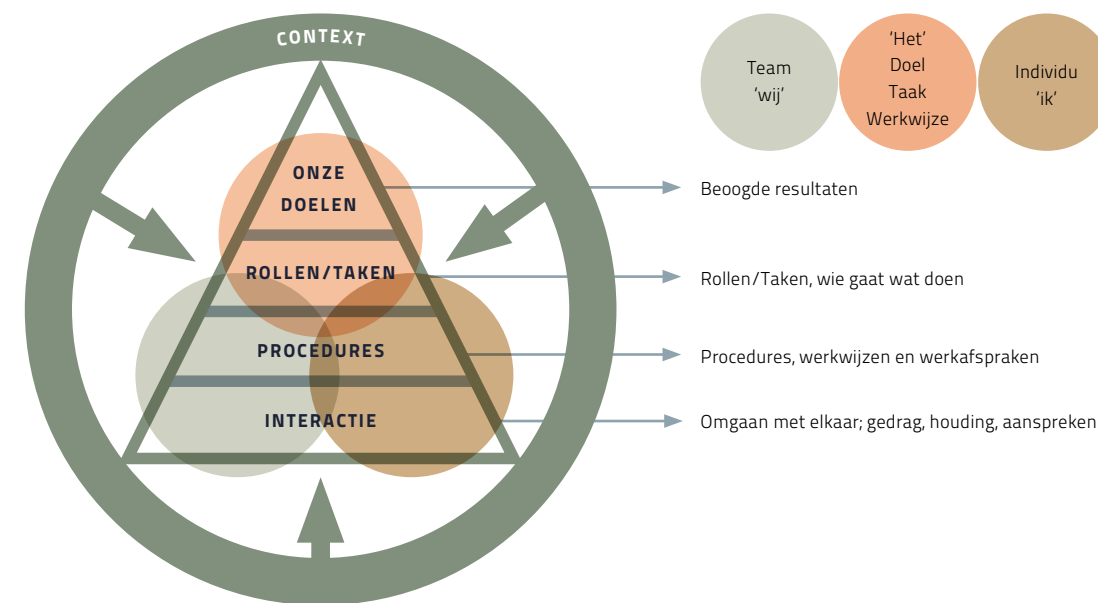 CONTEXT
ONZE
DOELEN
ROLLEN/TAKEN
PROCEDURES
INTERACTIE
Team
‘wij’
‘Het’
Doel
Taak
Werkwijze
Individu
‘ik’
Beoogde resultaten
Rollen/Taken, wie gaat wat doen
Procedures, werkwijzen en werkafspraken
Omgaan met elkaar; gedrag, houding, aanspreken